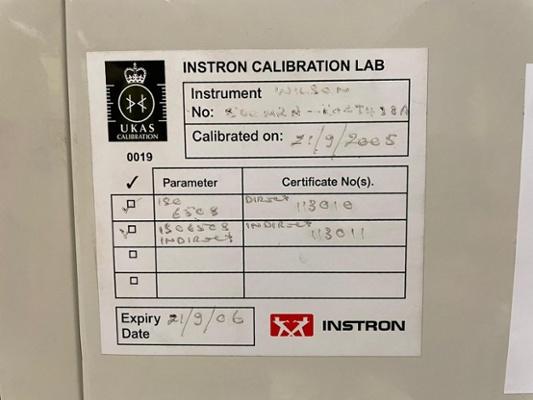 INSTRON CALIBRATION LAB
Instrument WILSON
No:
Calibrated on: 21/9/2005
UKAS
CALIBRATION
0019
✓ Parameter Certificate No(s).
ISO
6508 DIRECT 113010
ISO6508 INDIRECT
INDIRECT 113011
Expiry 21/9/06
Date
INSTRON